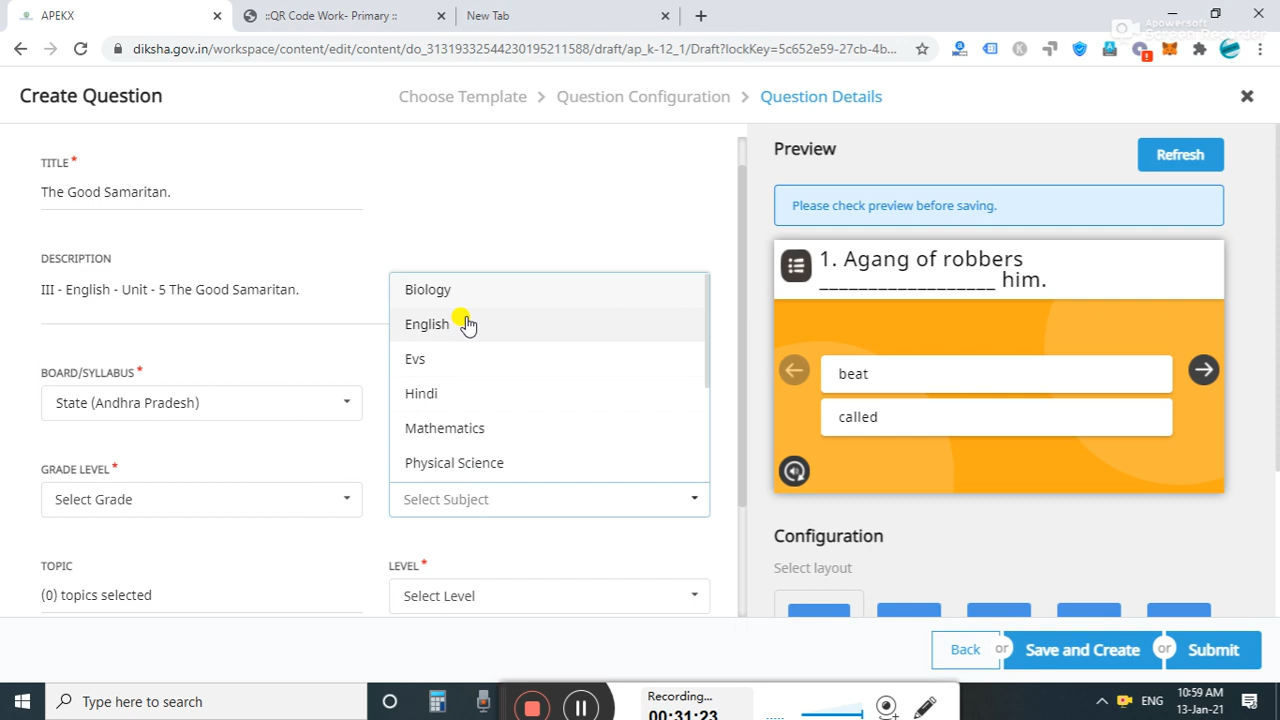 APEKX
::QR Code Work- Primary ::
New Tab
Apowersoft
Screen Recorder
diksha.gov.in/workspace/content/edit/content/do_31319332544230195211588/draft/ap_k-12_1/Draft?lockKey=5c652e59-27cb-4b...
Create Question
Choose Template > Question Configuration > Question Details
TITLE*
The Good Samaritan.
DESCRIPTION
III - English - Unit - 5 The Good Samaritan.
BOARD/SYLLABUS *
State (Andhra Pradesh)
GRADE LEVEL *
Select Grade
TOPIC
(0) topics selected
Biology
English
Evs
Hindi
Mathematics
Physical Science
Select Subject
LEVEL *
Select Level
Preview
Refresh
Please check preview before saving.
1. Agang of robbers
__________________ him.
beat
called
Configuration
Select layout
Back or Save and Create or Submit
Type here to search
Recording...
00:31:23
ENG
10:59 AM
13-Jan-21